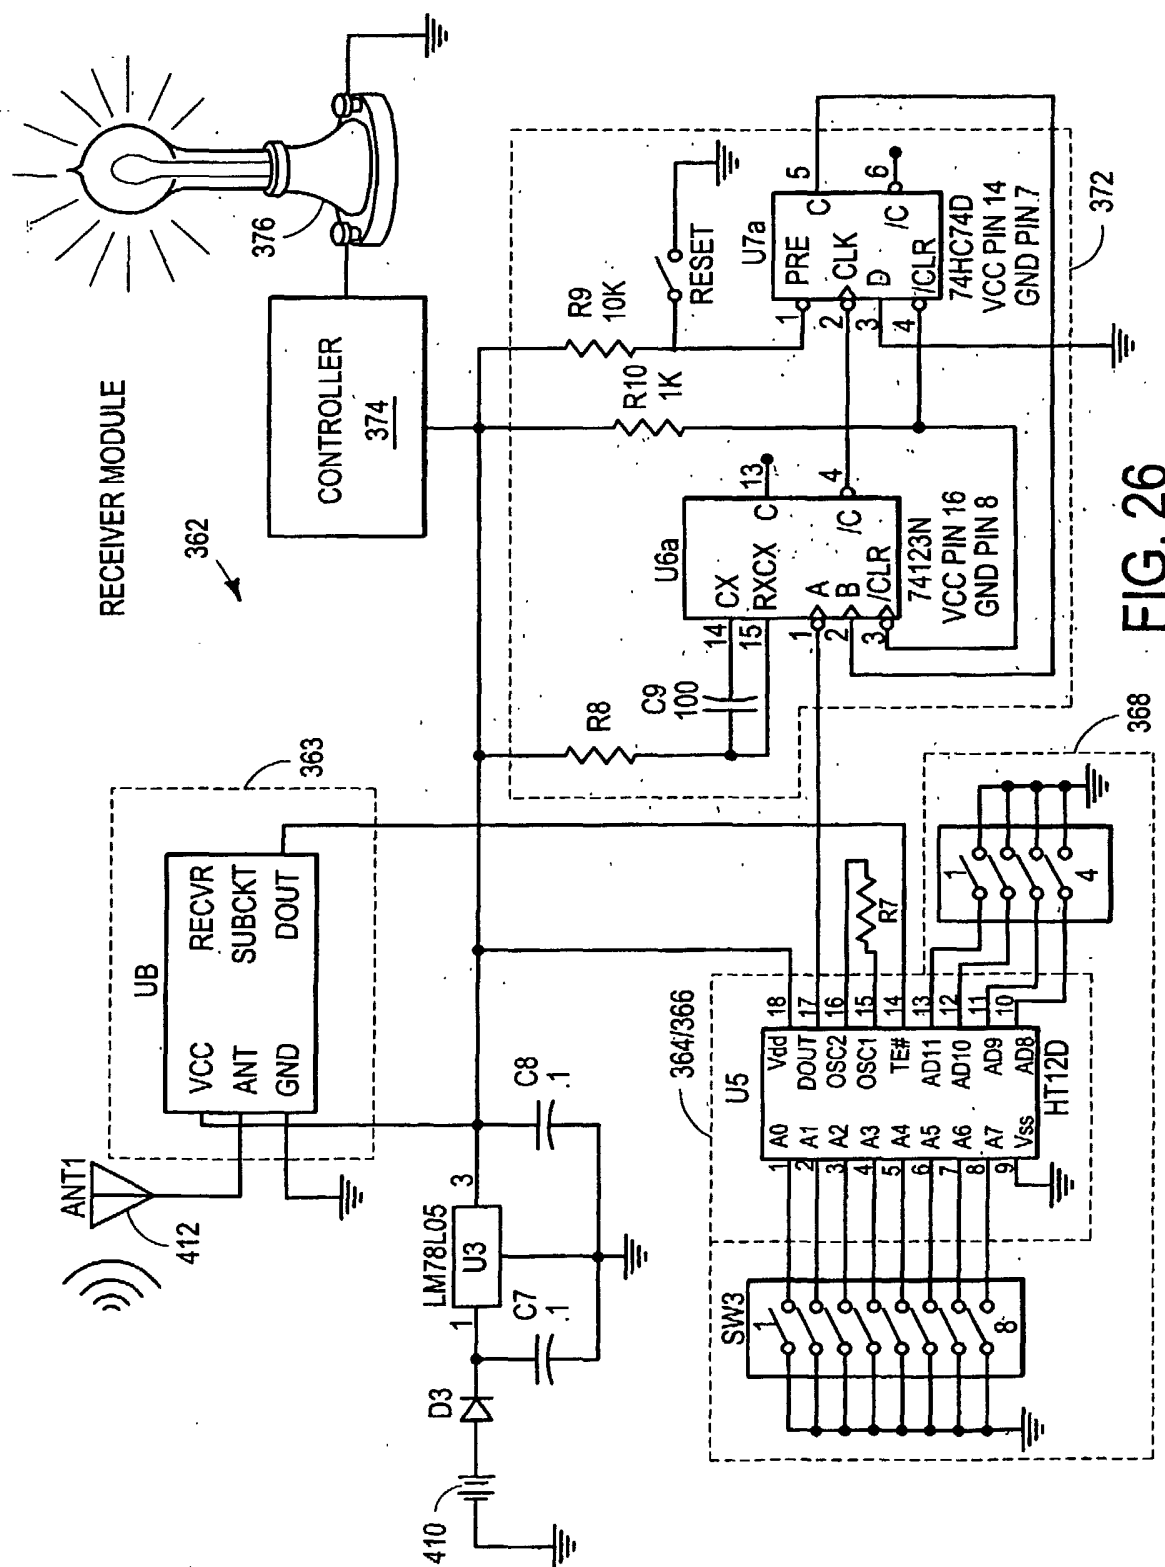 RECEIVER MODULE
362
ANT1
412
UB
VCC
ANT
GND
RECVR
SUBCKT
DOUT
363
CONTROLLER
374
376
410
D3
1
LM78L05
U3
3
C7
.1
C8
.1
R8
C9
100
R10
1K
R9
10K
RESET
U6a
14
CX
15
RXCX
1
A
2
B
3
/CLR
C
13
/C
4
74123N
VCC PIN 16
GND PIN 8
U7a
1
PRE
2
CLK
3
D
4
/CLR
C
5
/C
6
74HC74D
VCC PIN 14
GND PIN 7
372
364/366
U5
1 A0
2 A1
3 A2
4 A3
5 A4
6 A5
7 A6
8 A7
9 Vss
Vdd 18
DOUT 17
OSC2 16
OSC1 15
TE# 14
AD11 13
AD10 12
AD9 11
AD8 10
HT12D
R7
SW3
1
8
1
4
368
FIG. 26